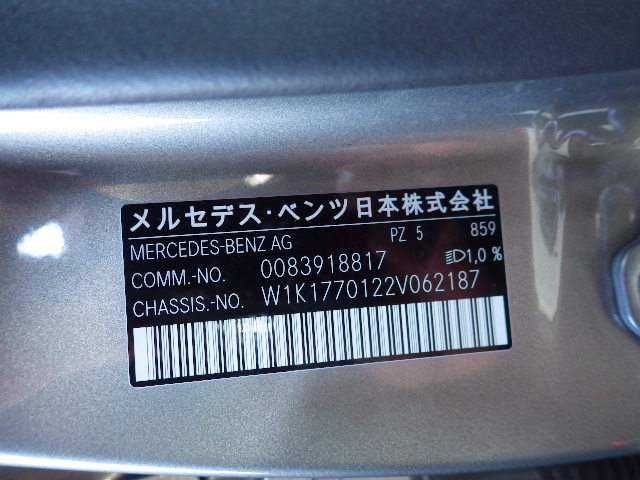 メルセデス・ベンツ日本株式会社
MERCEDES-BENZ AG PZ 5 859
COMM.-NO. 0083918817 1,0 %
CHASSIS.-NO. W1K1770122V062187